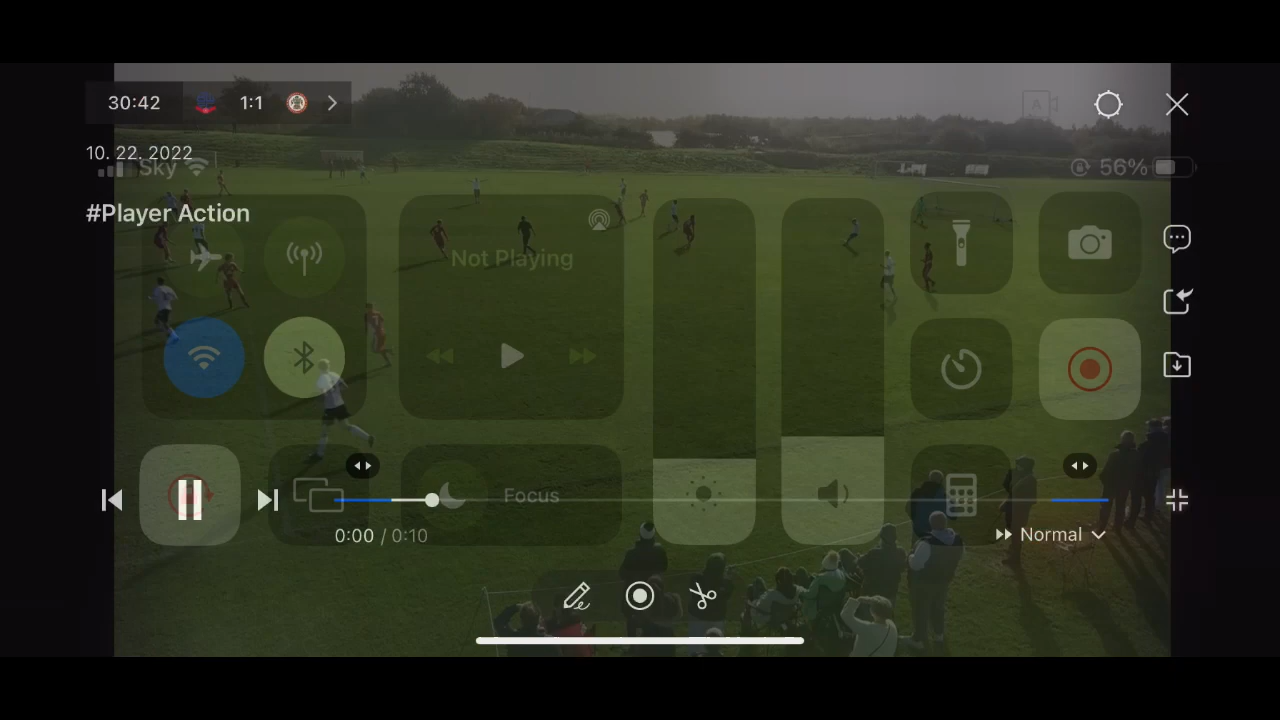 30:42
1:1
A
10. 22. 2022
Sky
56%
#Player Action
Not Playing
Focus
0:00 / 0:10
Normal